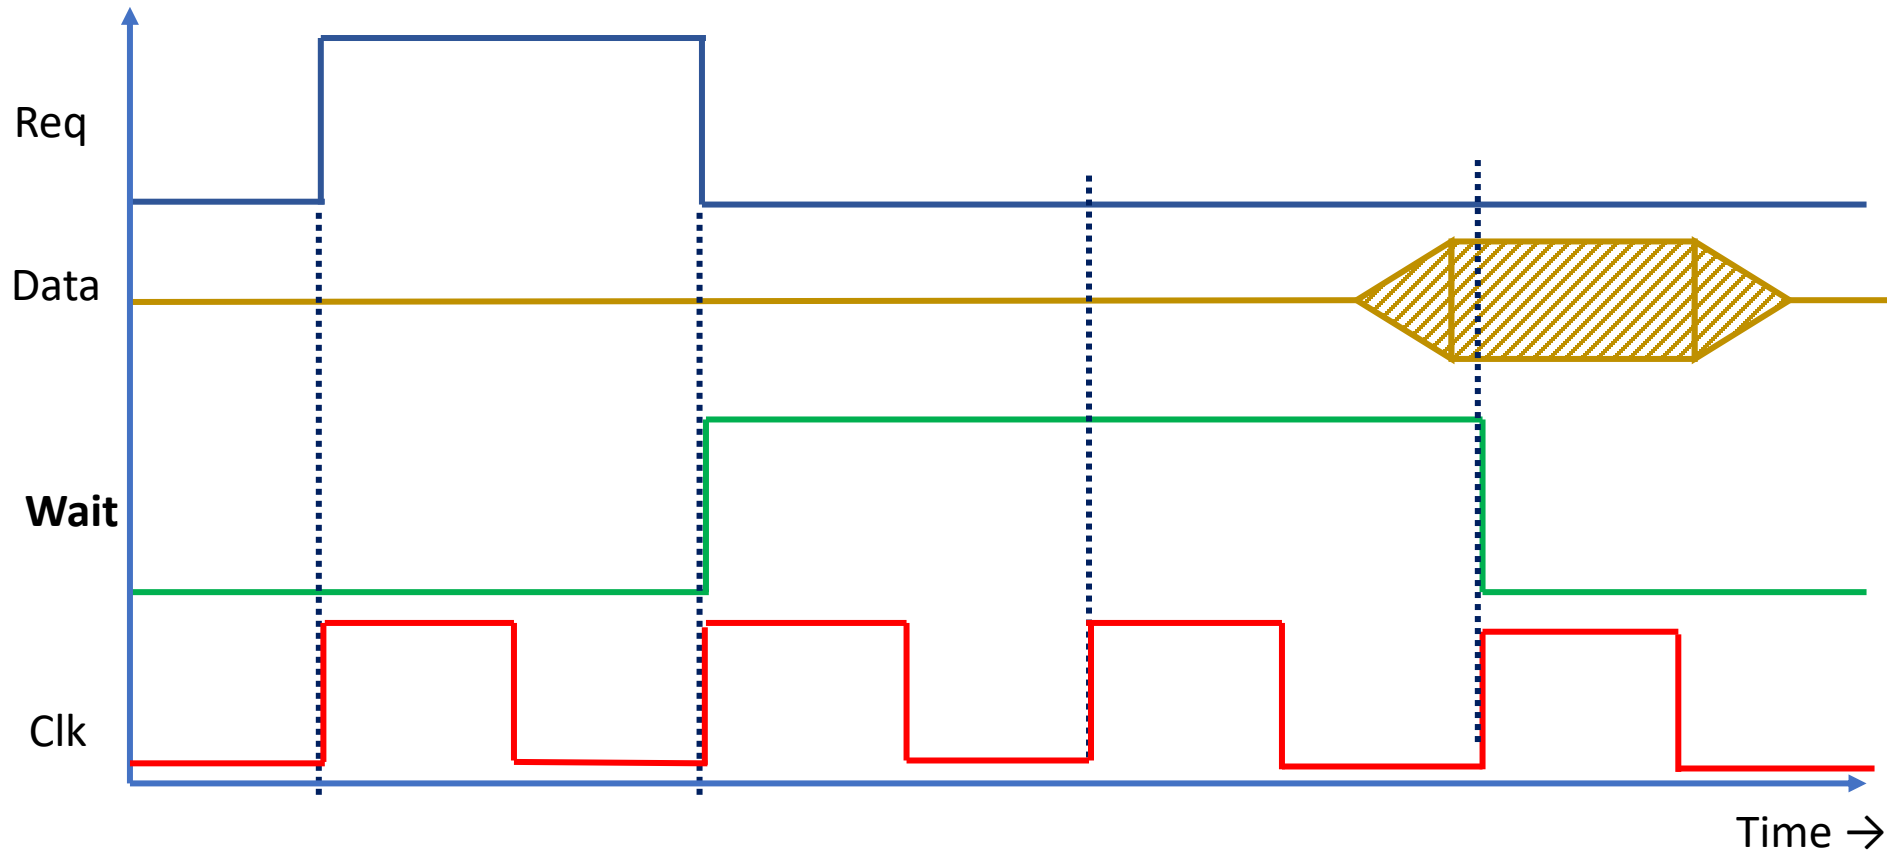 Req
Data
Wait
Clk
Time →